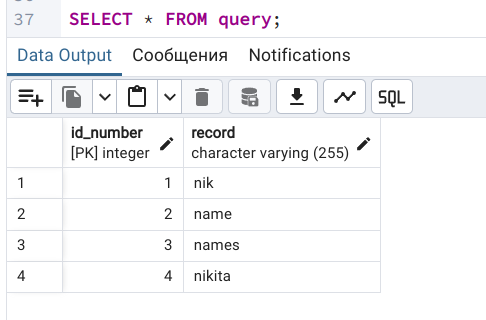 37 SELECT * FROM query;
Data Output Сообщения Notifications
SQL
id_number record
[PK] integer character varying (255)
1 1 nik
2 2 name
3 3 names
4 4 nikita